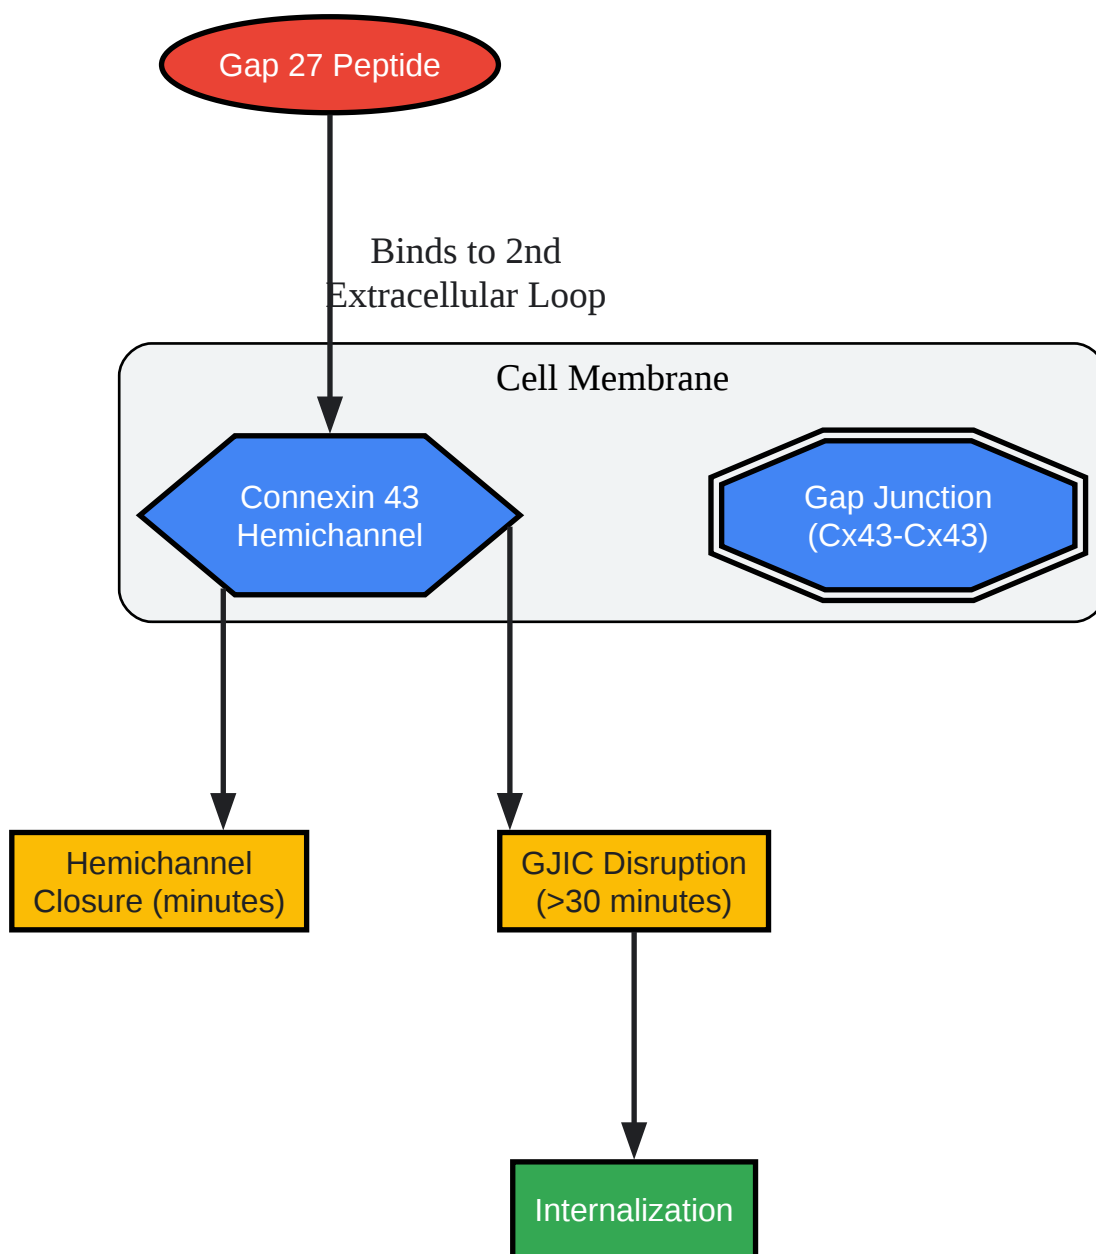 Gap 27 Peptide
Binds to 2nd
Extracellular Loop
Cell Membrane
Connexin 43
Hemichannel
Gap Junction
(Cx43-Cx43)
Hemichannel
Closure (minutes)
GJIC Disruption
(>30 minutes)
Internalization